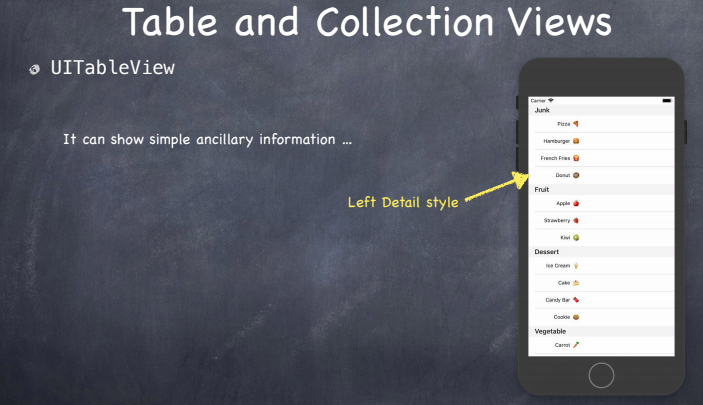 Table and Collection Views
UITableView
It can show simple ancillary information ...
Left Detail style
Carrier
Junk
Pizza 🍕
Hamburger 🍔
French Fries 🍟
Donut 🍩
Fruit
Apple 🍎
Strawberry 🍓
Kiwi 🥝
Dessert
Ice Cream 🍦
Cake 🍰
Candy Bar 🍫
Cookie 🍪
Vegetable
Carrot 🥕